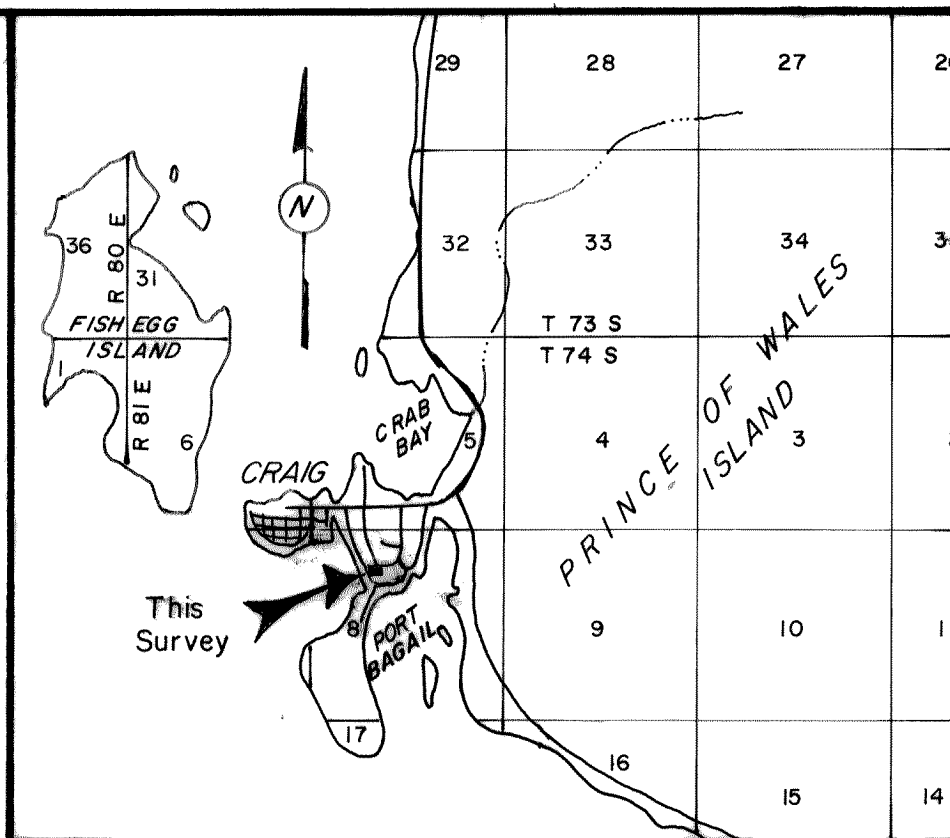 29
28
27
N
36
R 80 E
31
32
33
34
FISH EGG
ISLAND
T 73 S
T 74 S
1
R 81 E
6
CRAB
BAY
5
4
3
PRINCE OF WALES
ISLAND
CRAIG
This
Survey
8
PORT
BAGAIL
9
10
17
16
15
14